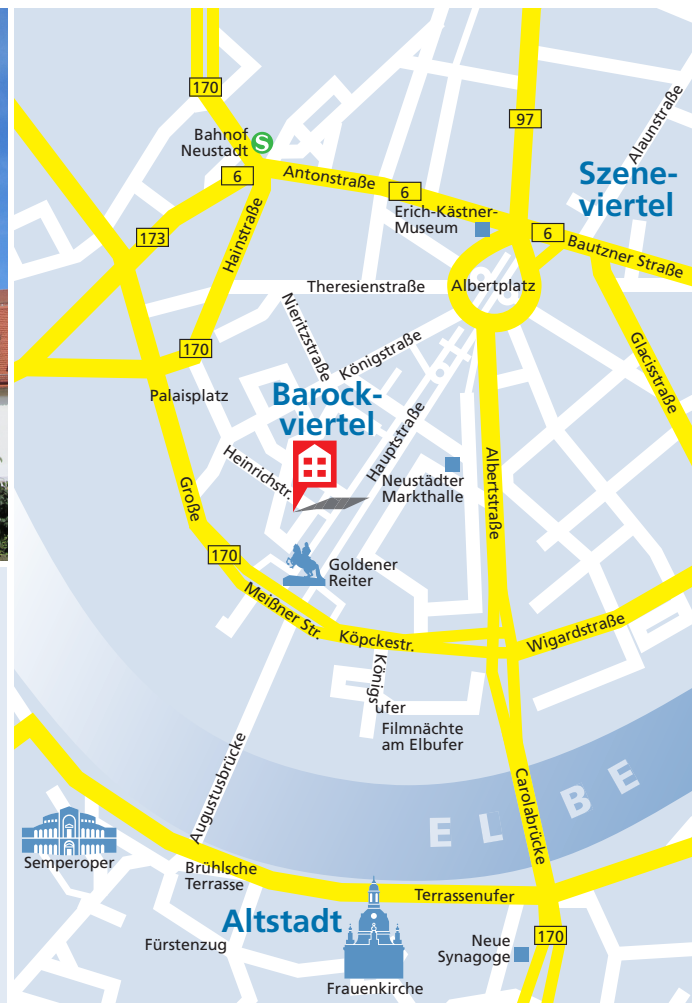 170
97
Alaunstraße
Bahnof
Neustadt
S
6
Antonstraße
6
Szene-
viertel
Erich-Kästner-
Museum
6
Bautzner Straße
173
Hainstraße
Theresienstraße
Albertplatz
Nieritzstraße
Königstraße
Glacisstraße
170
Palaisplatz
Barock-
viertel
Hauptstraße
Heinrichstr.
Neustädter
Markthalle
Albertstraße
Große
170
Goldener
Reiter
Meißner Str.
Köpckestr.
Wigardstraße
Königs
ufer
Filmnächte
am Elbufer
Augustusbrücke
Carolabrücke
ELBE
Semperoper
Brühlsche
Terrasse
Terrassenufer
Altstadt
Fürstenzug
Neue
Synagoge
170
Frauenkirche